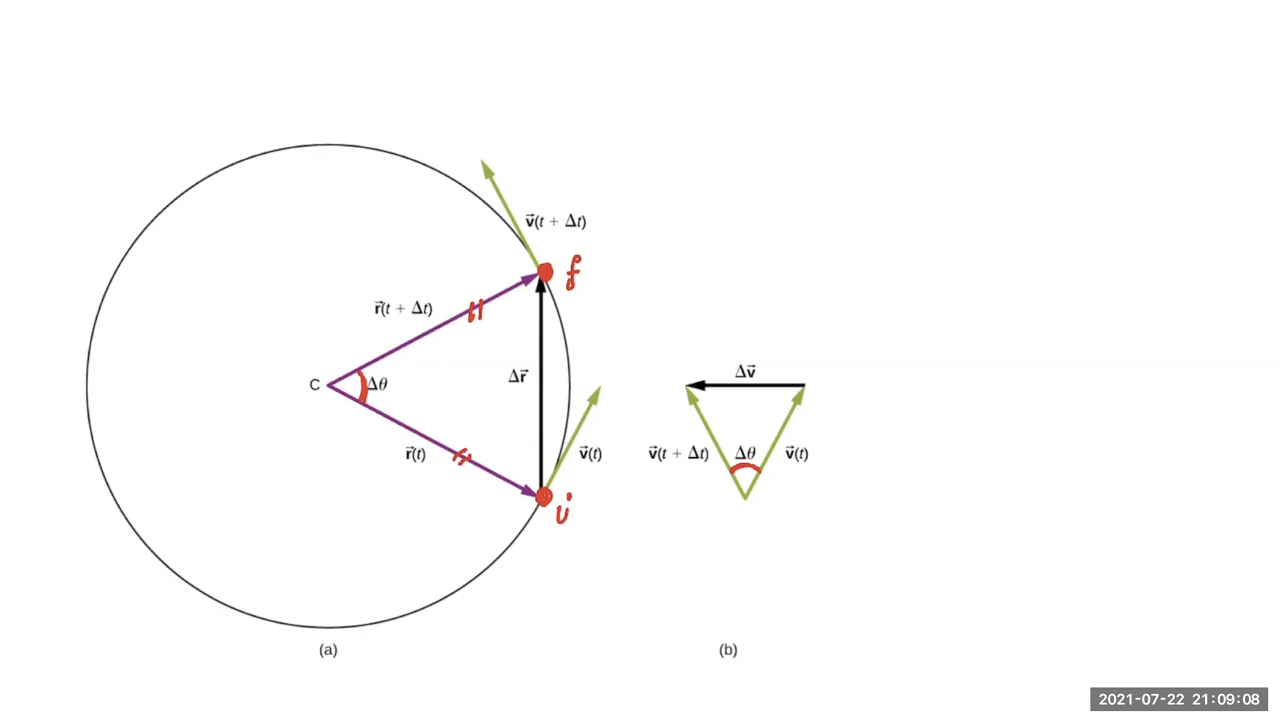 v⃗(t + Δt)
f
r⃗(t + Δt)
C
Δθ
Δr⃗
r⃗(t)
v⃗(t)
i
Δv⃗
v⃗(t + Δt)
Δθ
v⃗(t)
(a)
(b)
2021-07-22 21:09:08